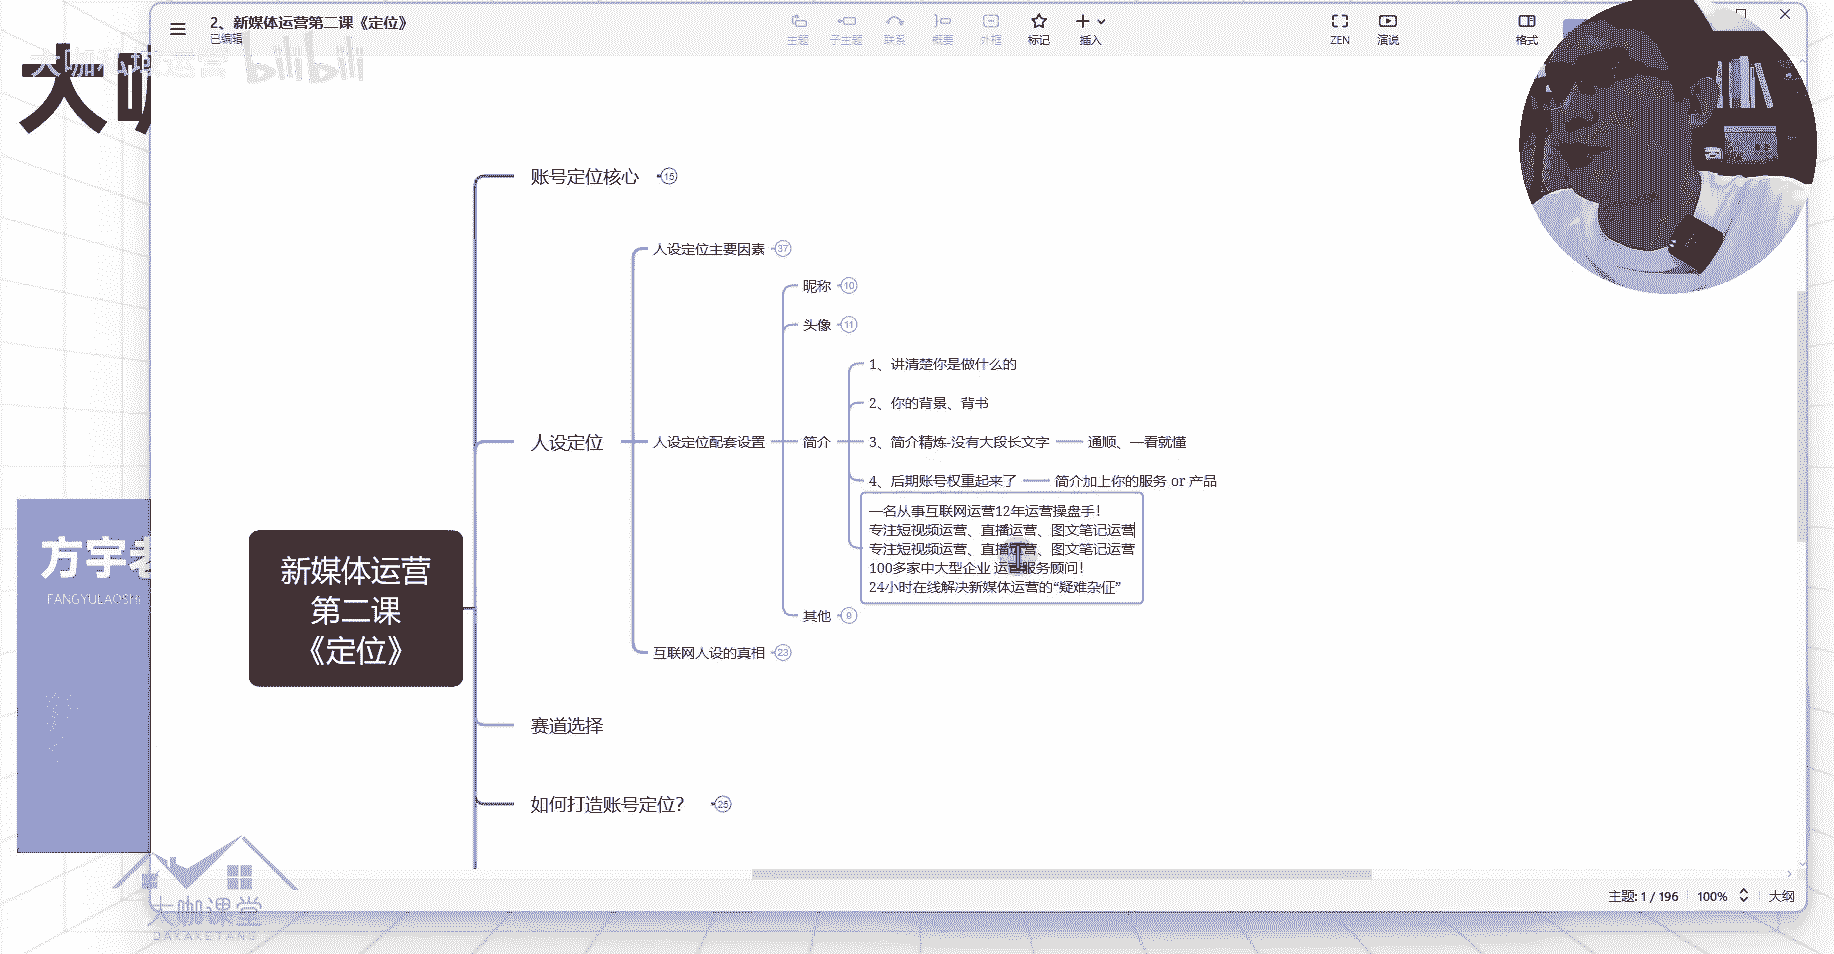 2、新媒体运营第二课《定位》
已编辑
主题
子主题
联系
概要
外框
标记
插入
ZEN
演说
格式
大咖私域运营
bilibili
大咖
账号定位核心
15
人设定位主要因素
37
昵称
10
头像
11
1、讲清楚你是做什么的
2、你的背景、背书
人设定位
人设定位配套设置
简介
3、简介精炼-没有大段长文字
通顺、一看就懂
4、后期账号权重起来了
简介加上你的服务 or 产品
一名从事互联网运营12年运营操盘手！
专注短视频运营、直播运营、图文笔记运营
专注短视频运营、直播运营、图文笔记运营
100多家中大型企业 运营服务顾问！
24小时在线解决新媒体运营的“疑难杂症”
其他
9
互联网人设的真相
23
新媒体运营
第二课
《定位》
方宇老
FANGYULAOSHI
赛道选择
如何打造账号定位？
25
大咖课堂
DAKAKETANG
主题: 1 / 196
100%
大纲